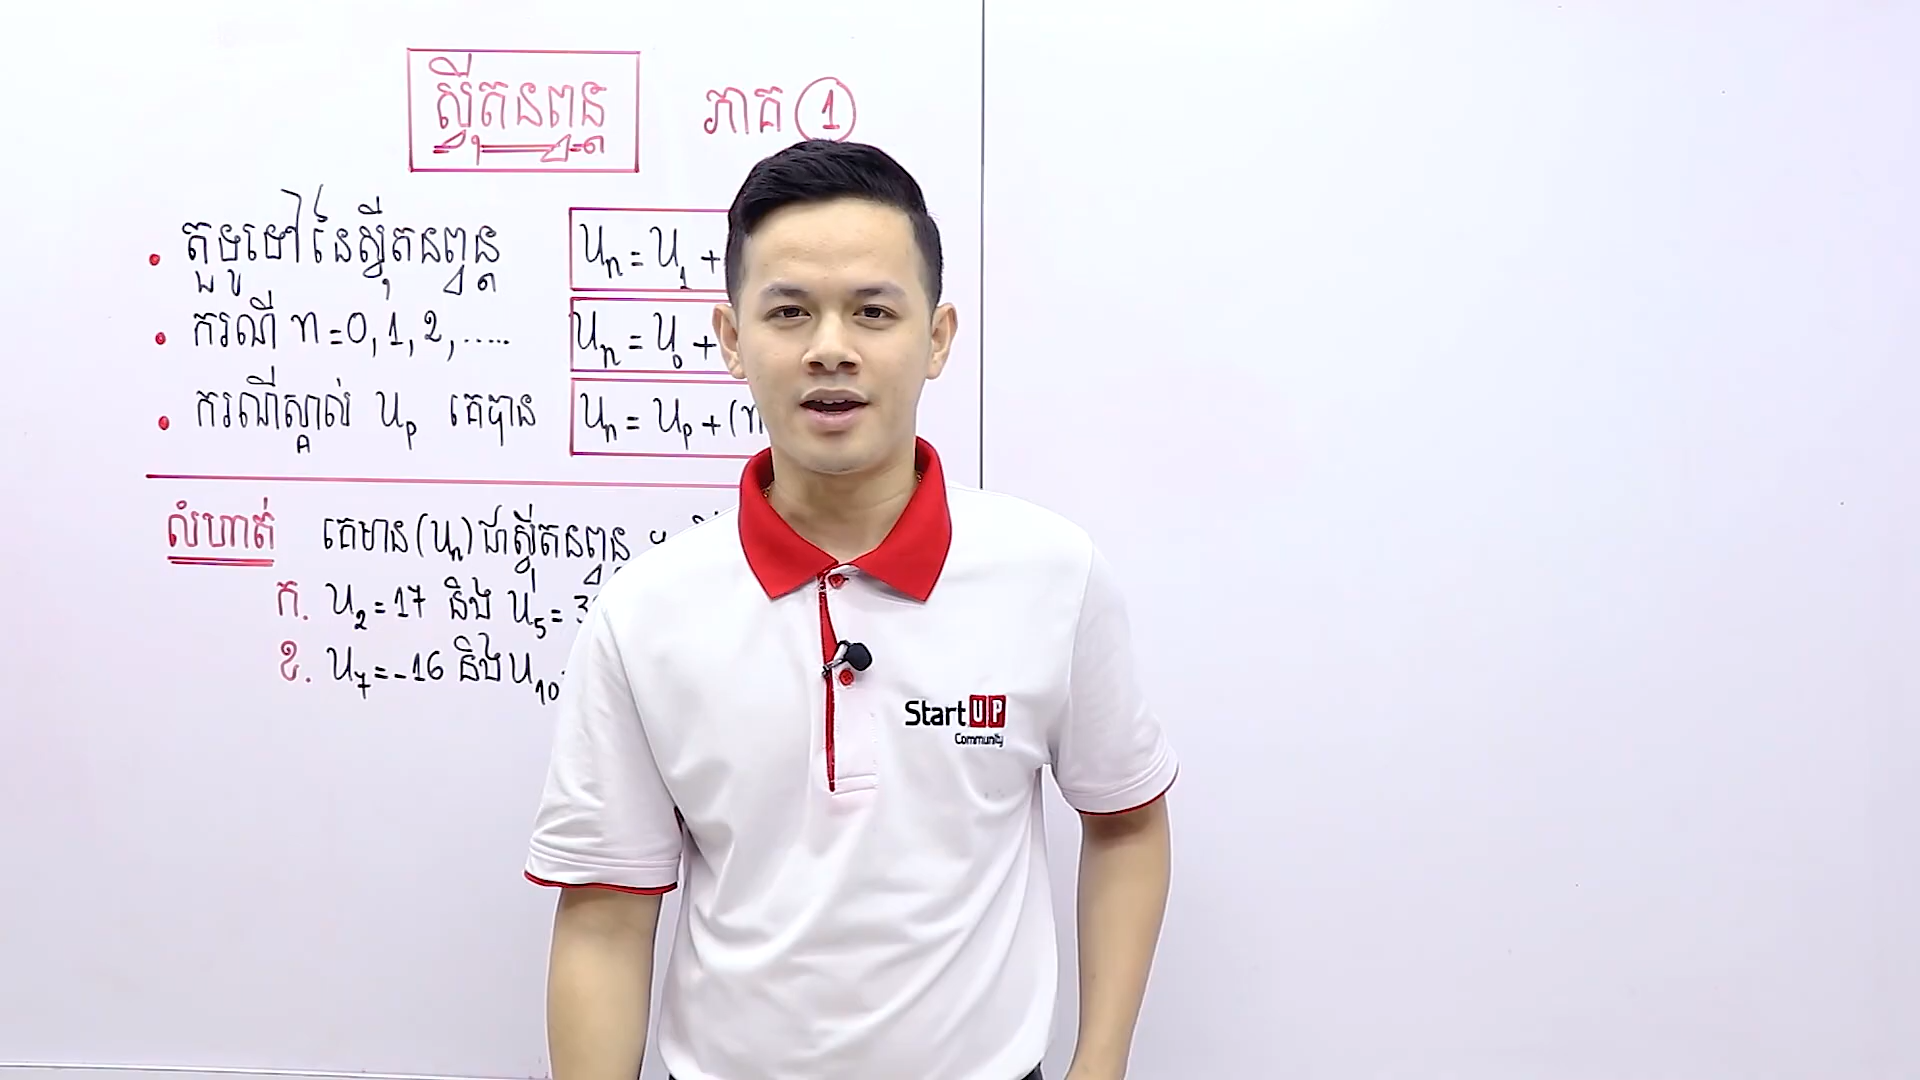 ស្វ៊ីតនព្វន្ត ភាគ 1
• តួទូទៅនៃស្វ៊ីតនព្វន្ត Uₙ = U₁ +
• ករណី n = 0, 1, 2, ..... Uₙ = U₀ +
• ករណីស្គាល់ Uₚ គេបាន Uₙ = Uₚ + (n
លំហាត់ គេមាន (Uₙ) ជាស្វ៊ីតនព្វន្ត
ក. U₂ = 17 និង U₅ = 3
ខ. U₇ = -16 និង U₁₀
StartUP
Community